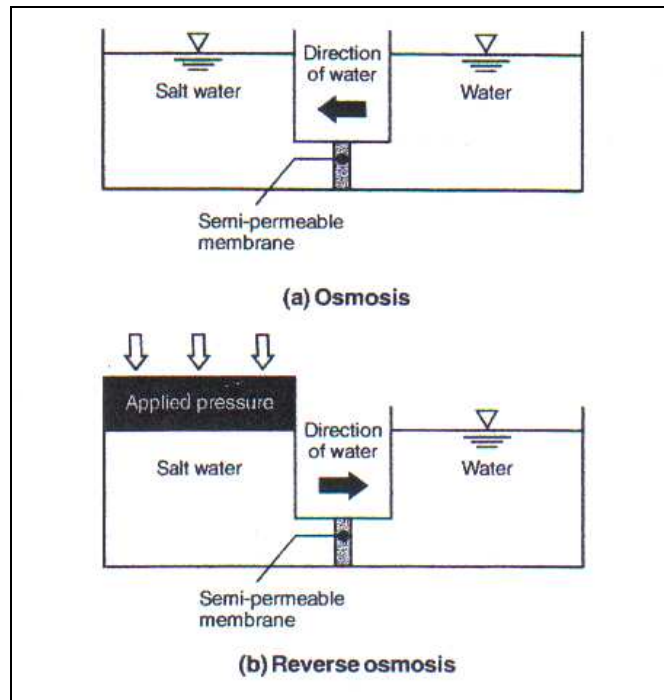 Salt water
Direction
of water
Water
Semi-permeable
membrane
(a) Osmosis
Applied pressure
Salt water
Direction
of water
Water
Semi-permeable
membrane
(b) Reverse osmosis